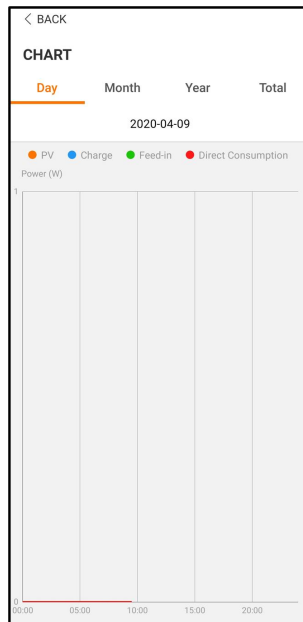 < BACK
CHART
Day Month Year Total
2020-04-09
PV Charge Feed-in Direct Consumption
Power (W)
1
0
00:00 05:00 10:00 15:00 20:00